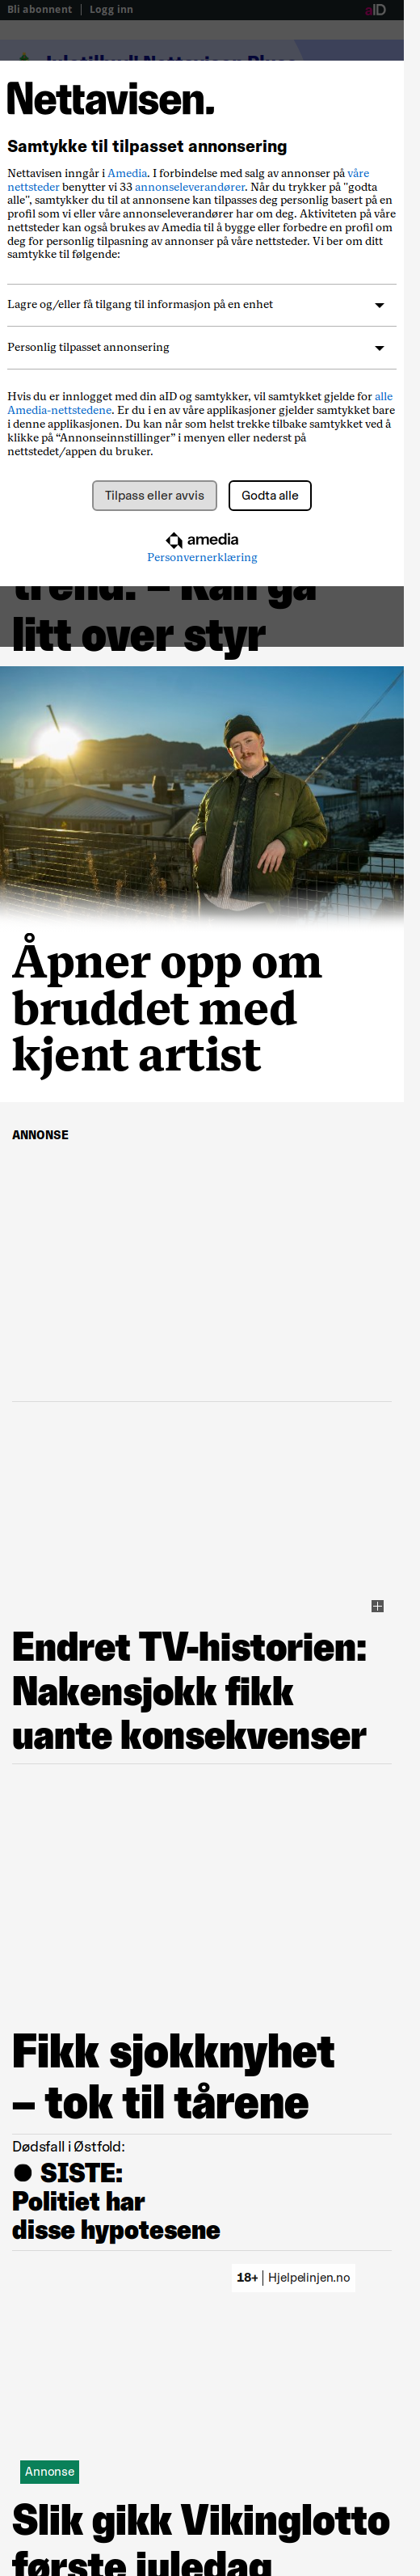 Bli abonnent | Logg inn
aID
Nettavisen.
Samtykke til tilpasset annonsering
Nettavisen inngår i Amedia. I forbindelse med salg av annonser på våre
nettsteder benytter vi 33 annonseleverandører. Når du trykker på "godta
alle", samtykker du til at annonsene kan tilpasses deg personlig basert på en
profil som vi eller våre annonseleverandører har om deg. Aktiviteten på våre
nettsteder kan også brukes av Amedia til å bygge eller forbedre en profil om
deg for personlig tilpasning av annonser på våre nettsteder. Vi ber om ditt
samtykke til følgende:
Lagre og/eller få tilgang til informasjon på en enhet
Personlig tilpasset annonsering
Hvis du er innlogget med din aID og samtykker, vil samtykket gjelde for alle
Amedia-nettstedene. Er du i en av våre applikasjoner gjelder samtykket bare
i denne applikasjonen. Du kan når som helst trekke tilbake samtykket ved å
klikke på “Annonseinnstillinger” i menyen eller nederst på
nettstedet/appen du bruker.
Tilpass eller avvis
Godta alle
amedia
Personvernerklæring
trend: – Kan gå
litt over styr
Åpner opp om
bruddet med
kjent artist
ANNONSE
Endret TV-historien:
Nakensjokk fikk
uante konsekvenser
Fikk sjokknyhet
– tok til tårene
Dødsfall i Østfold:
● SISTE:
Politiet har
disse hypotesene
18+ | Hjelpelinjen.no
Annonse
Slik gikk Vikinglotto
første juledag